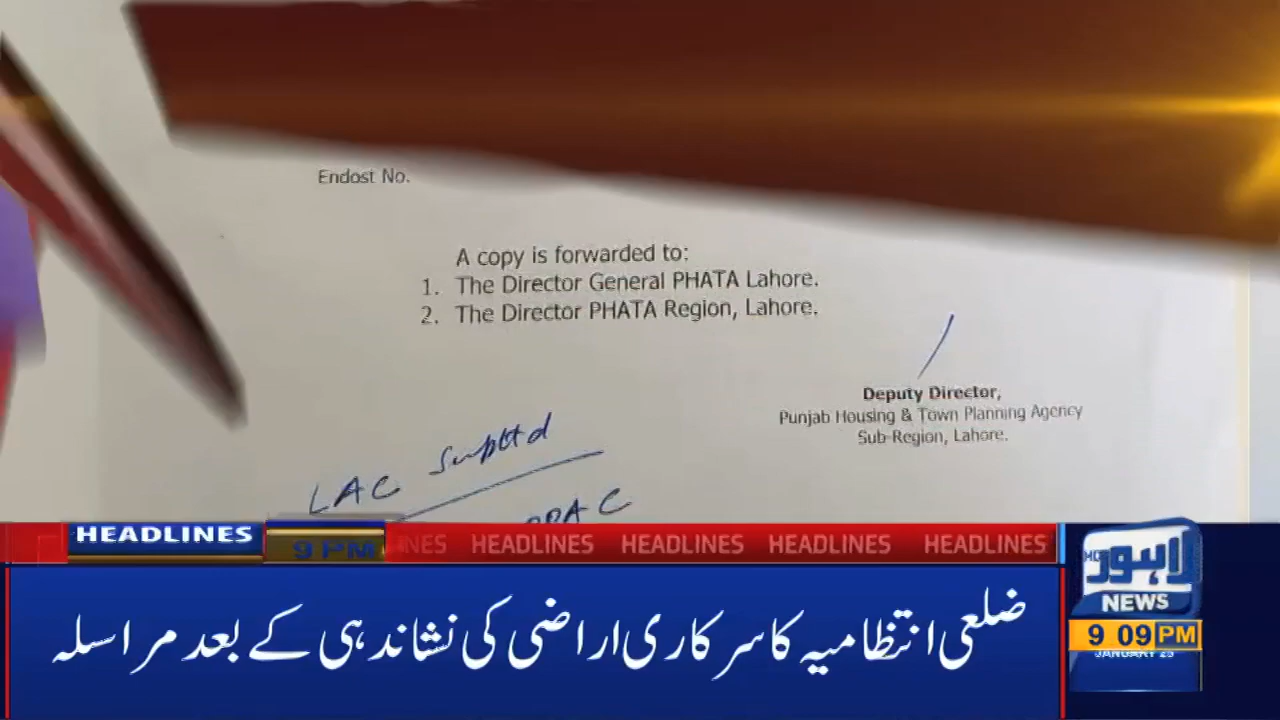 Endost No.
A copy is forwarded to:
1. The Director General PHATA Lahore.
2. The Director PHATA Region, Lahore.
Deputy Director,
Punjab Housing & Town Planning Agency
Sub-Region, Lahore.
LAC
HEADLINES
9 PM
HEADLINES HEADLINES HEADLINES HEADLINES
لاہور
NEWS
9 09 PM
JANUARY
ضلعی انتظامیہ کا سرکاری اراضی کی نشاندہی کے بعد مراسلہ